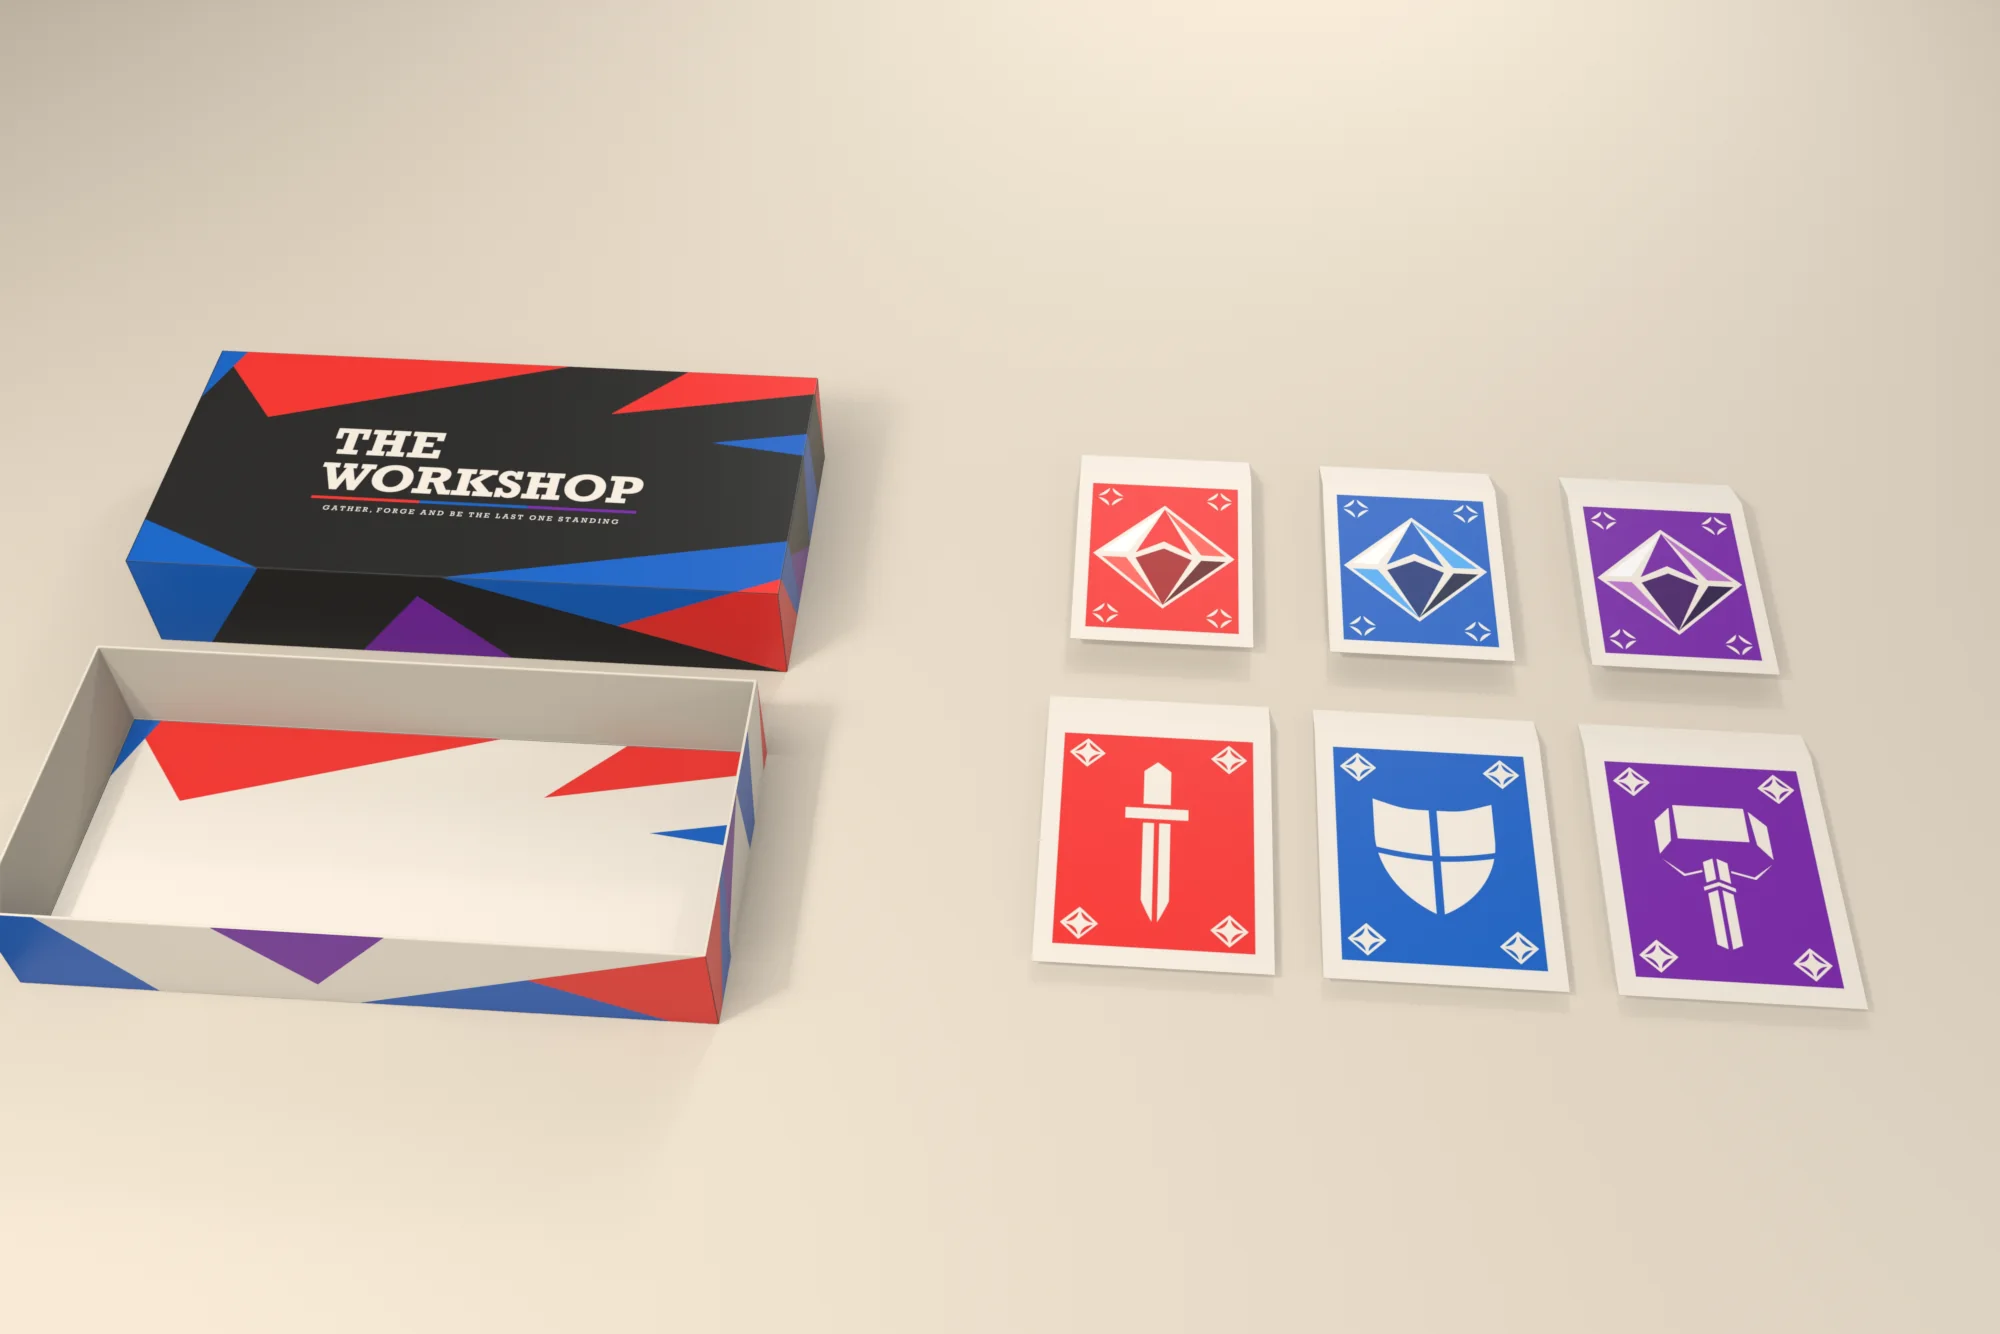 THE
WORKSHOP
GATHER, FORGE AND BE THE LAST ONE STANDING